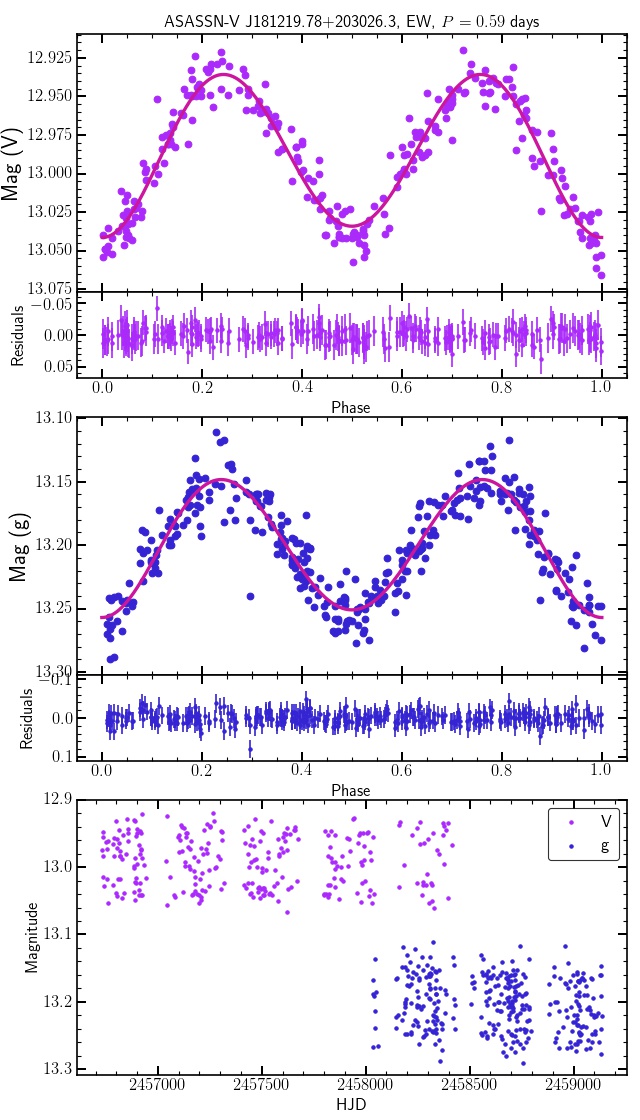 ASASSN-V J181219.78+203026.3, EW, P = 0.59 days
Mag (V)
12.925
12.950
12.975
13.000
13.025
13.050
13.075
Residuals
−0.05
0.00
0.05
0.0 0.2 0.4 0.6 0.8 1.0
Phase
Mag (g)
13.10
13.15
13.20
13.25
13.30
Residuals
−0.1
0.0
0.1
0.0 0.2 0.4 0.6 0.8 1.0
Phase
Magnitude
12.9
13.0
13.1
13.2
13.3
V
g
2457000 2457500 2458000 2458500 2459000
HJD